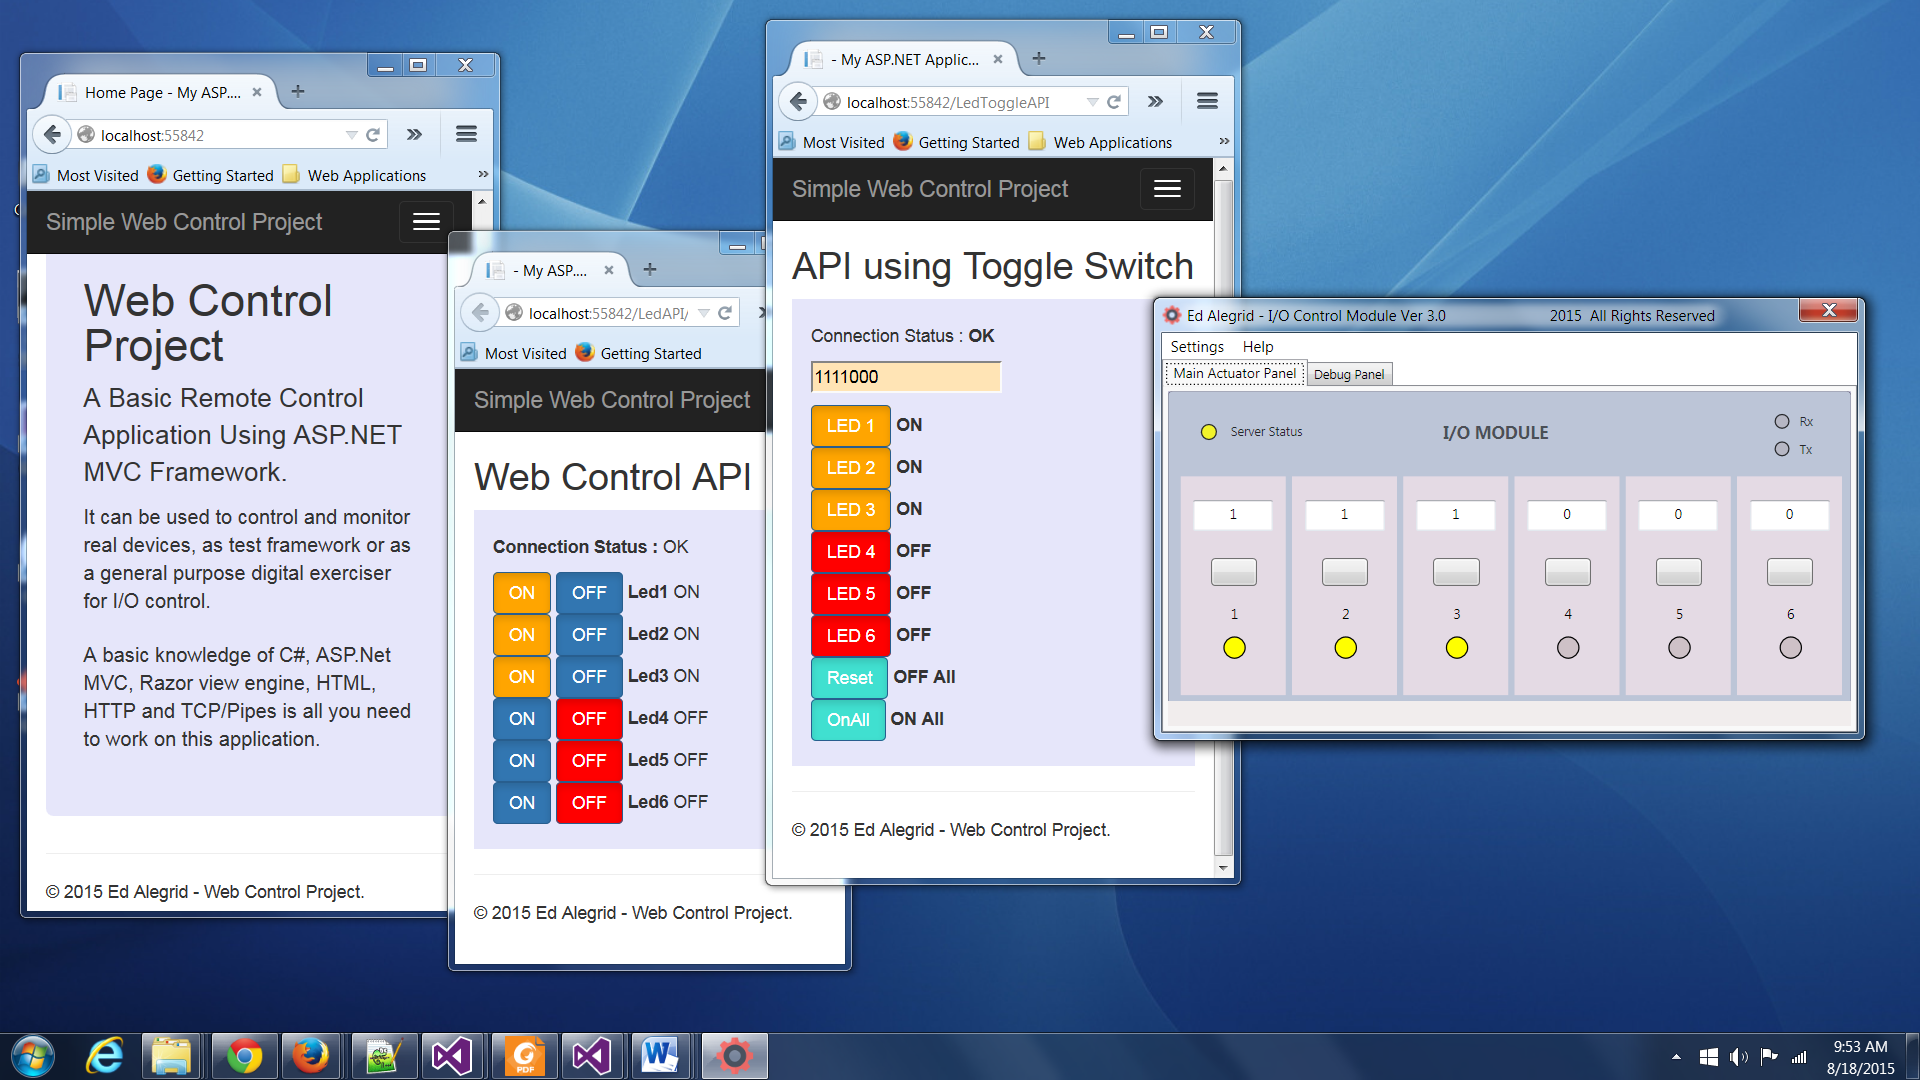 Home Page - My ASP....
localhost:55842
Most Visited Getting Started Web Applications
Simple Web Control Project
Web Control
Project
A Basic Remote Control
Application Using ASP.NET
MVC Framework.
It can be used to control and monitor
real devices, as test framework or as
a general purpose digital exerciser
for I/O control.
A basic knowledge of C#, ASP.Net
MVC, Razor view engine, HTML,
HTTP and TCP/Pipes is all you need
to work on this application.
© 2015 Ed Alegrid - Web Control Project.
- My ASP....
localhost:55842/LedAPI/
Most Visited Getting Started
Simple Web Control Project
Web Control API
Connection Status : OK
ON OFF Led1 ON
ON OFF Led2 ON
ON OFF Led3 ON
ON OFF Led4 OFF
ON OFF Led5 OFF
ON OFF Led6 OFF
© 2015 Ed Alegrid - Web Control Project.
- My ASP.NET Applic...
localhost:55842/LedToggleAPI
Most Visited Getting Started Web Applications
Simple Web Control Project
API using Toggle Switch
Connection Status : OK
1111000
LED 1 ON
LED 2 ON
LED 3 ON
LED 4 OFF
LED 5 OFF
LED 6 OFF
Reset OFF All
OnAll ON All
© 2015 Ed Alegrid - Web Control Project.
Ed Alegrid - I/O Control Module Ver 3.0 2015 All Rights Reserved
Settings Help
Main Actuator Panel Debug Panel
Server Status I/O MODULE Rx
Tx
1 1 1 0 0 0
1 2 3 4 5 6
PDF
9:53 AM
8/18/2015